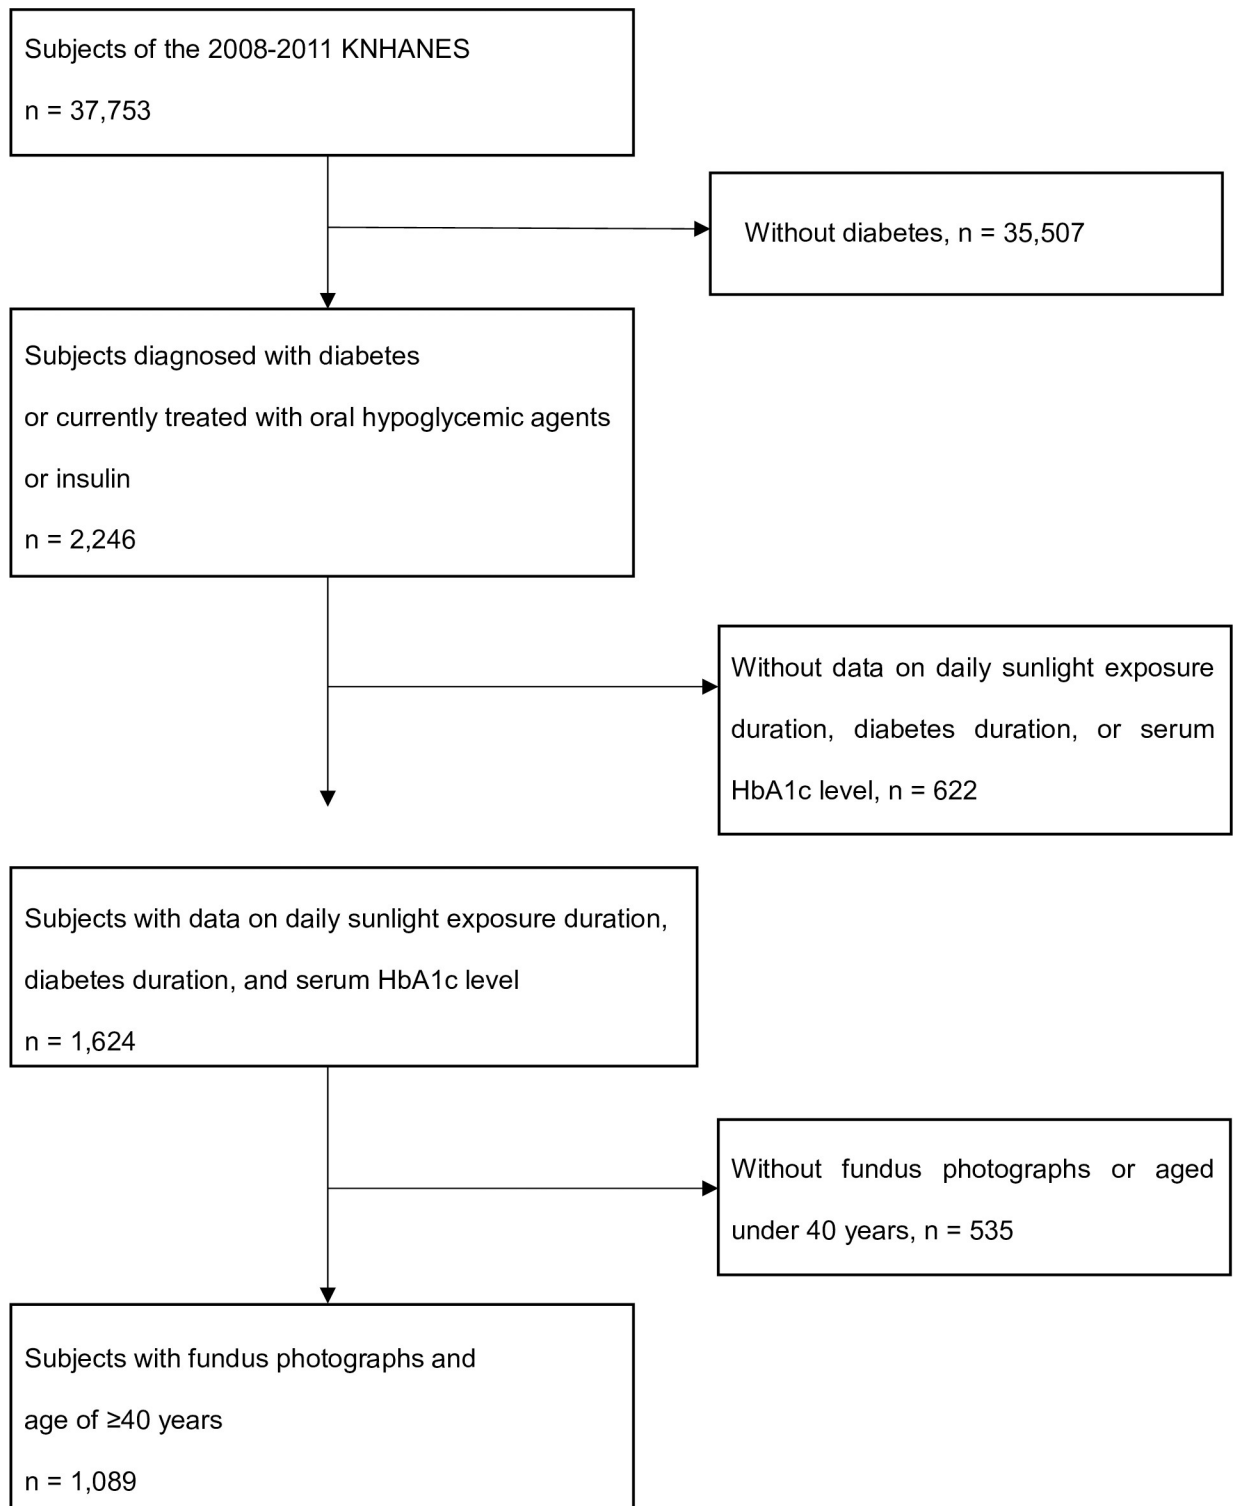 Subjects of the 2008-2011 KNHANES
n = 37,753
Without diabetes, n = 35,507
Subjects diagnosed with diabetes
or currently treated with oral hypoglycemic agents
or insulin
n = 2,246
Without data on daily sunlight exposure
duration, diabetes duration, or serum
HbA1c level, n = 622
Subjects with data on daily sunlight exposure duration,
diabetes duration, and serum HbA1c level
n = 1,624
Without fundus photographs or aged
under 40 years, n = 535
Subjects with fundus photographs and
age of ≥40 years
n = 1,089